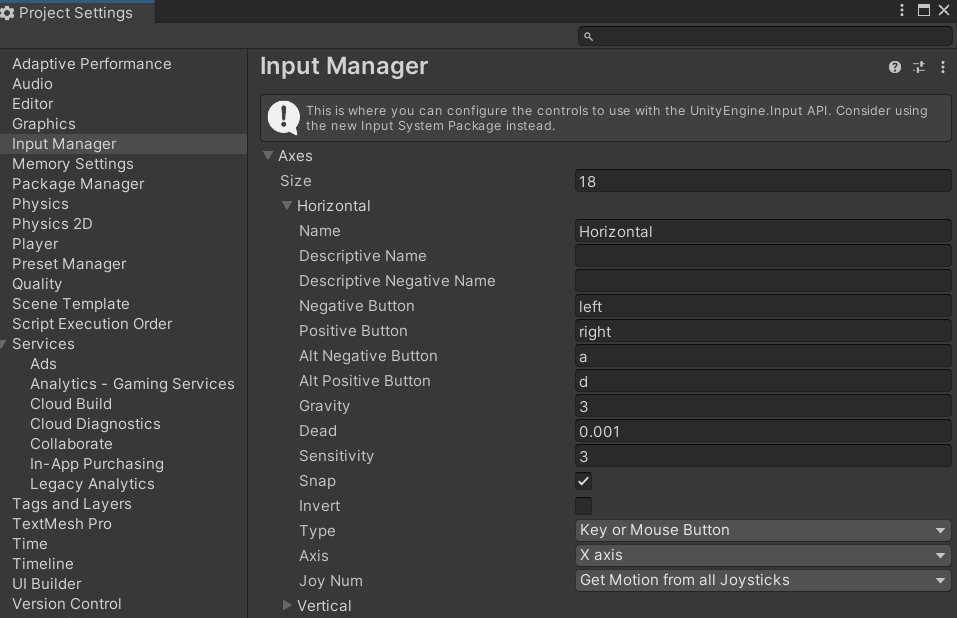 Project Settings
Adaptive Performance
Audio
Editor
Graphics
Input Manager
Memory Settings
Package Manager
Physics
Physics 2D
Player
Preset Manager
Quality
Scene Template
Script Execution Order
Services
Ads
Analytics - Gaming Services
Cloud Build
Cloud Diagnostics
Collaborate
In-App Purchasing
Legacy Analytics
Tags and Layers
TextMesh Pro
Time
Timeline
UI Builder
Version Control
Input Manager
This is where you can configure the controls to use with the UnityEngine.Input API. Consider using
the new Input System Package instead.
Axes
Size 18
Horizontal
Name Horizontal
Descriptive Name
Descriptive Negative Name
Negative Button left
Positive Button right
Alt Negative Button a
Alt Positive Button d
Gravity 3
Dead 0.001
Sensitivity 3
Snap
Invert
Type Key or Mouse Button
Axis X axis
Joy Num Get Motion from all Joysticks
Vertical